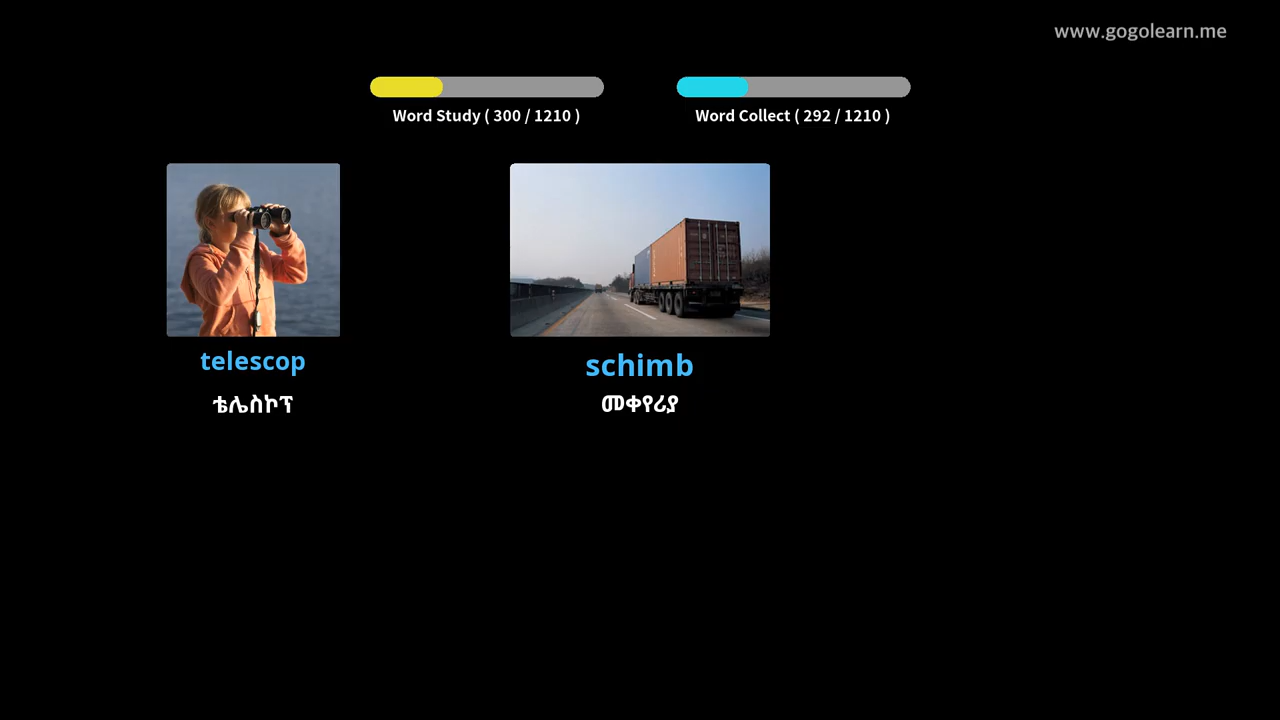 www.gogolearn.me
Word Study ( 300 / 1210 )
Word Collect ( 292 / 1210 )
telescop
ቴሌስኮፕ
schimb
መቀየሪያ